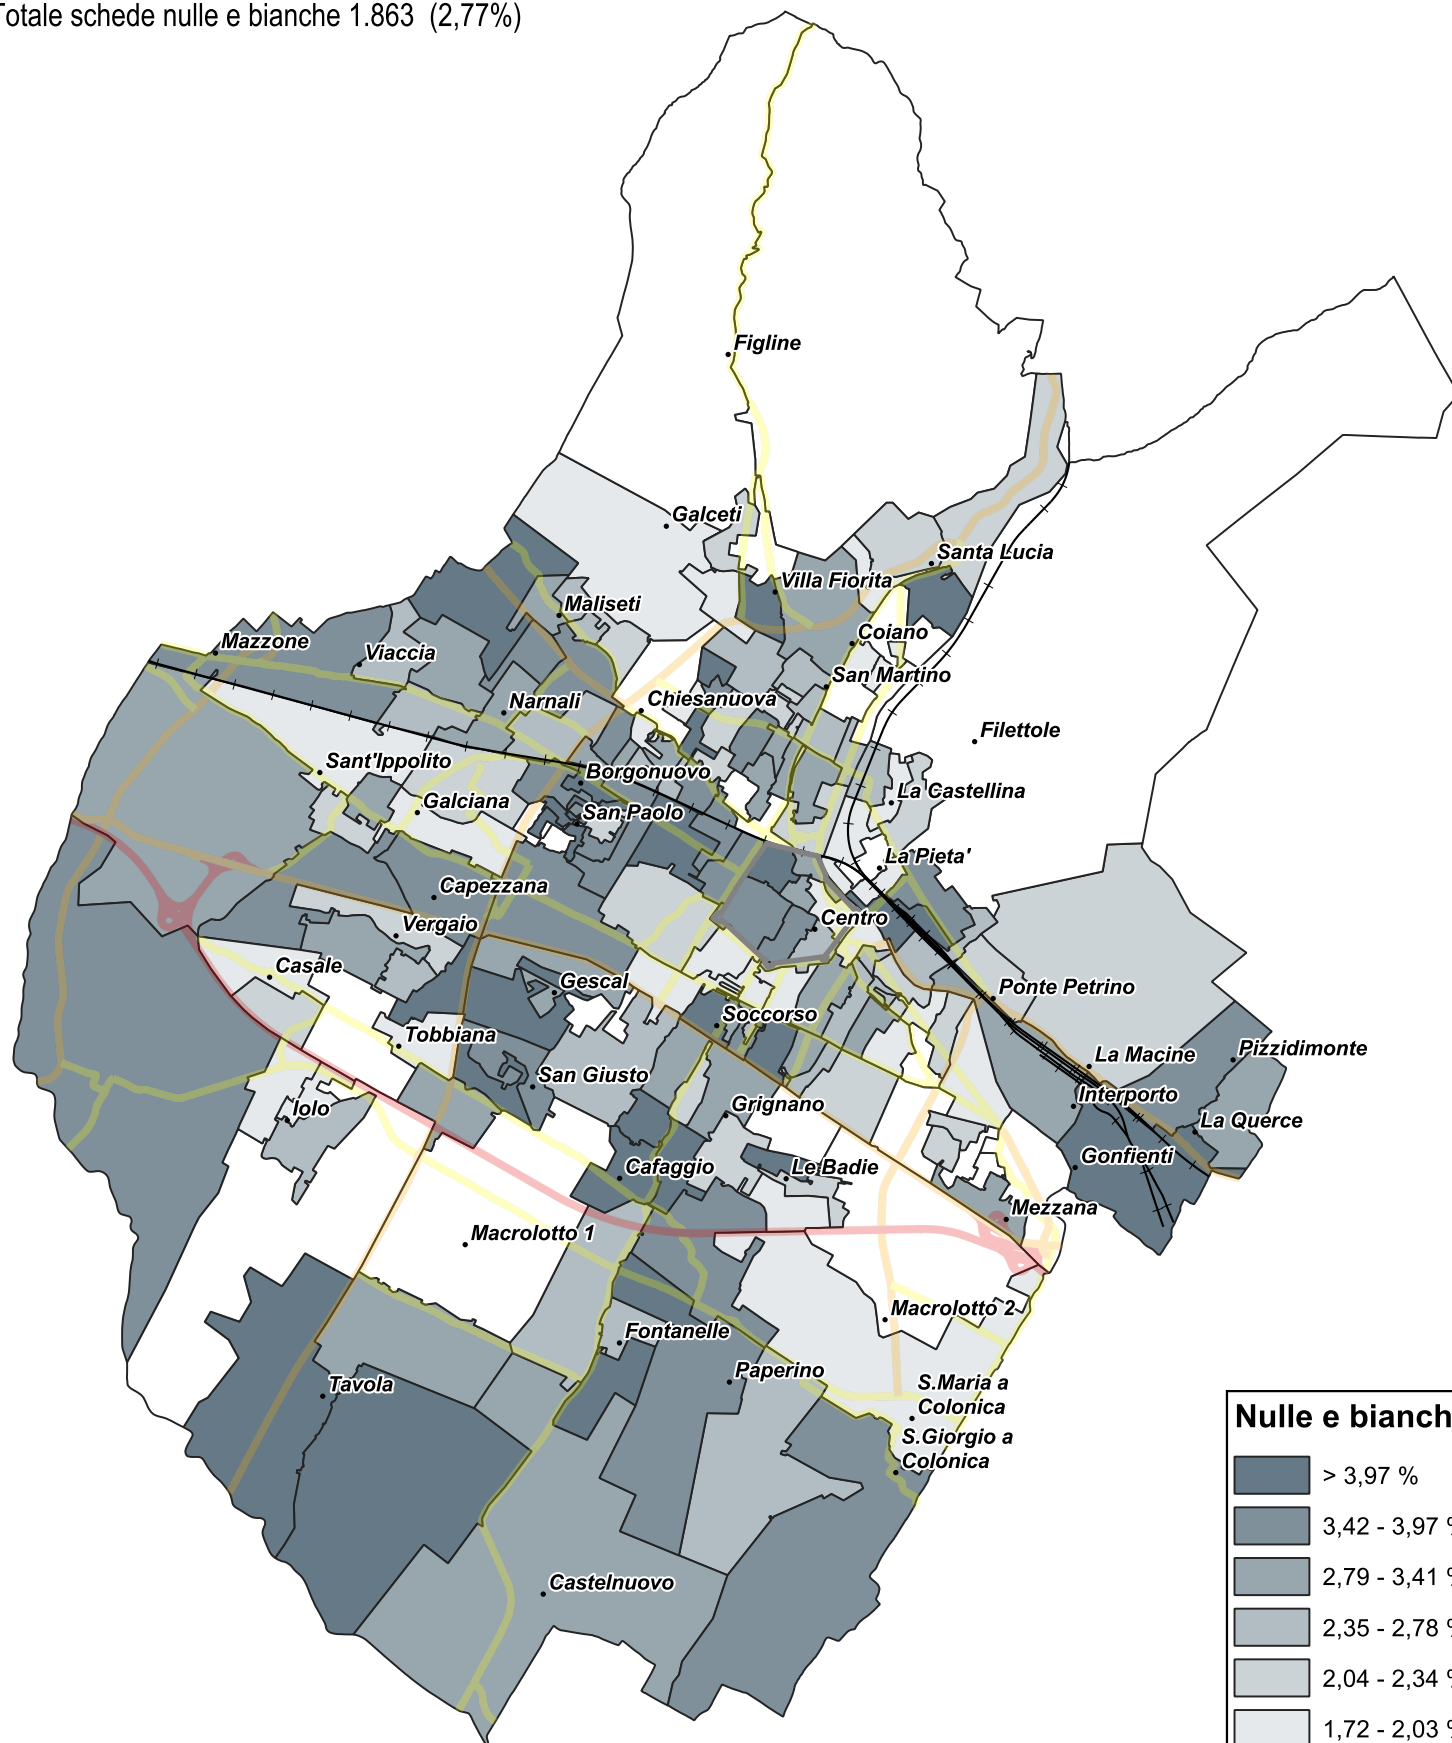 Totale schede nulle e bianche 1.863 (2,77%)
Figline
Galceti
Santa Lucia
Villa Fiorita
Maliseti
Coiano
Mazzone
Viaccia
San Martino
Narnali
Chiesanuova
Filettole
Sant'Ippolito
Borgonuovo
La Castellina
Galciana
San Paolo
La Pieta'
Capezzana
Centro
Vergaio
Casale
Gescal
Ponte Petrino
Soccorso
Tobbiana
La Macine
Pizzidimonte
San Giusto
Interporto
Iolo
Grignano
La Querce
Gonfienti
Cafaggio
Le Badie
Mezzana
Macrolotto 1
Macrolotto 2
Fontanelle
Paperino
Tavola
S.Maria a
Colonica
S.Giorgio a
Colonica
Castelnuovo
Nulle e bianch
> 3,97 %
3,42 - 3,97 %
2,79 - 3,41 %
2,35 - 2,78 %
2,04 - 2,34 %
1,72 - 2,03 %